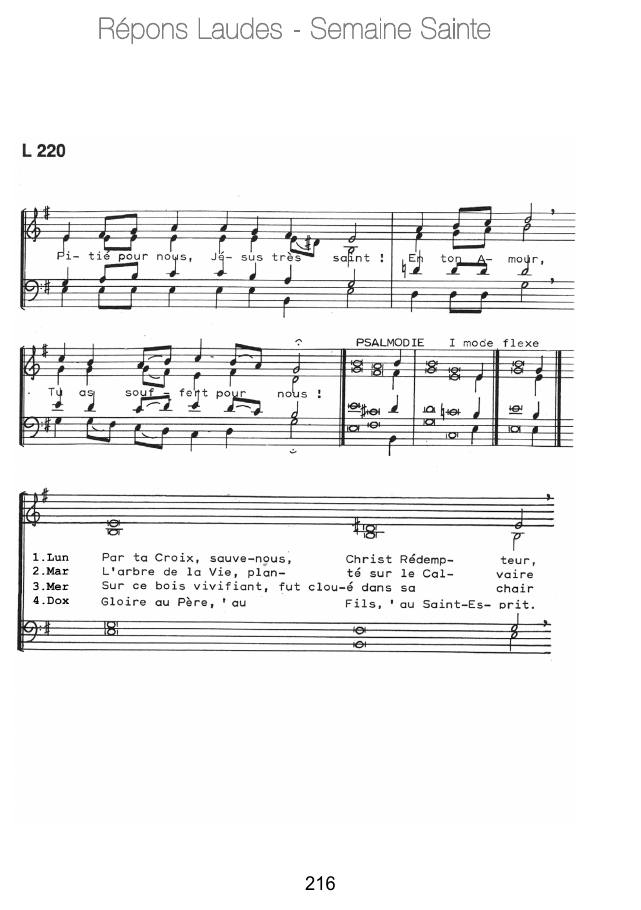 Répons Laudes - Semaine Sainte
L 220
Pi- tié pour nous, Jé- sus très saint ! En ton A- mour,
PSALMODIE I mode flexe
Tu as souf - fert pour nous !
1.Lun Par ta Croix, sauve-nous, Christ Rédemp- teur,
2.Mar L'arbre de la Vie, plan- té sur le Cal- vaire
3.Mer Sur ce bois vivifiant, fut clou-é dans sa chair
4.Dox Gloire au Père, 'au Fils, 'au Saint-Es- prit.
216